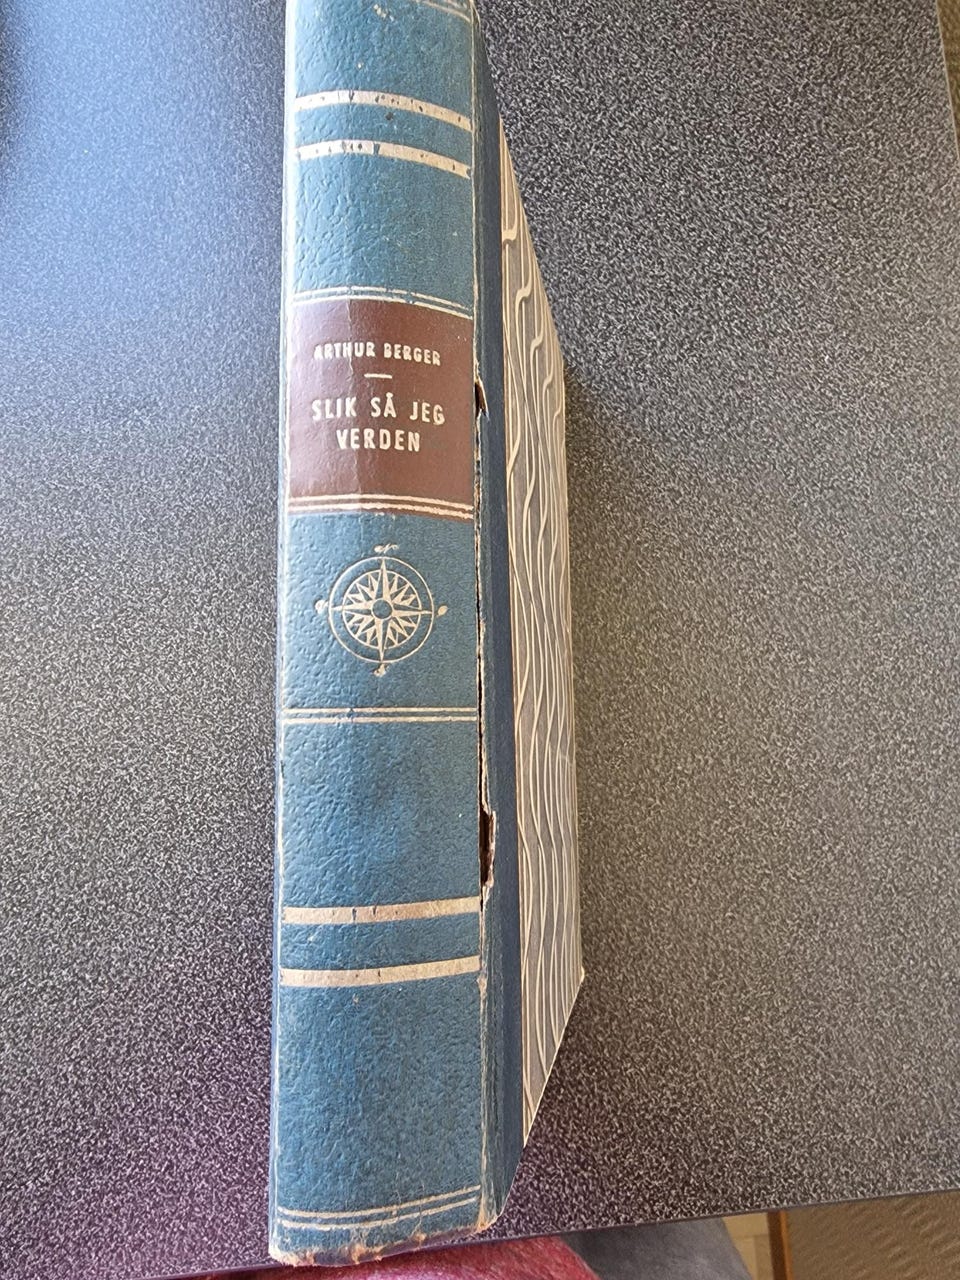 ARTHUR BERGER
SLIK SÅ JEG
VERDEN